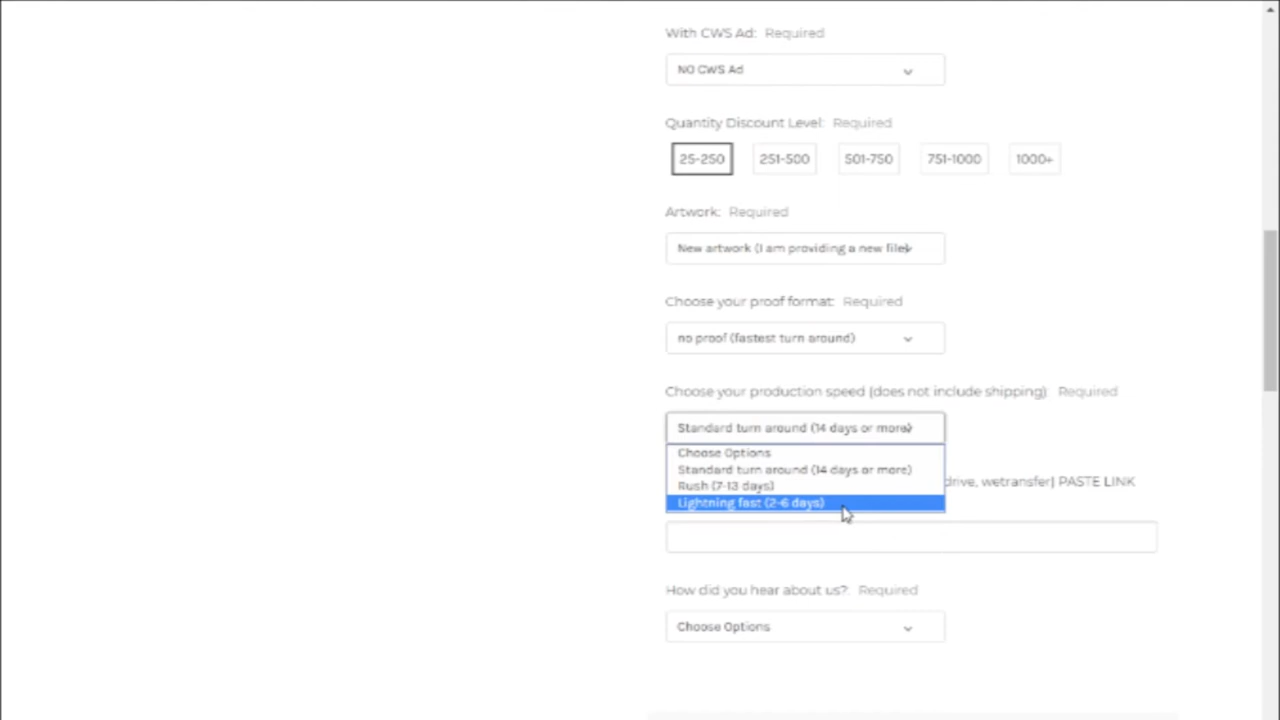 With CWS Ad: Required
NO CWS Ad
Quantity Discount Level: Required
25-250 251-500 501-750 751-1000 1000+
Artwork: Required
New artwork (I am providing a new file)
Choose your proof format: Required
no proof (fastest turn around)
Choose your production speed (does not include shipping): Required
Standard turn around (14 days or more)
Choose Options
Standard turn around (14 days or more)
Rush (7-13 days)
drive, wetransfer) PASTE LINK
Lightning fast (2-6 days)
How did you hear about us?: Required
Choose Options